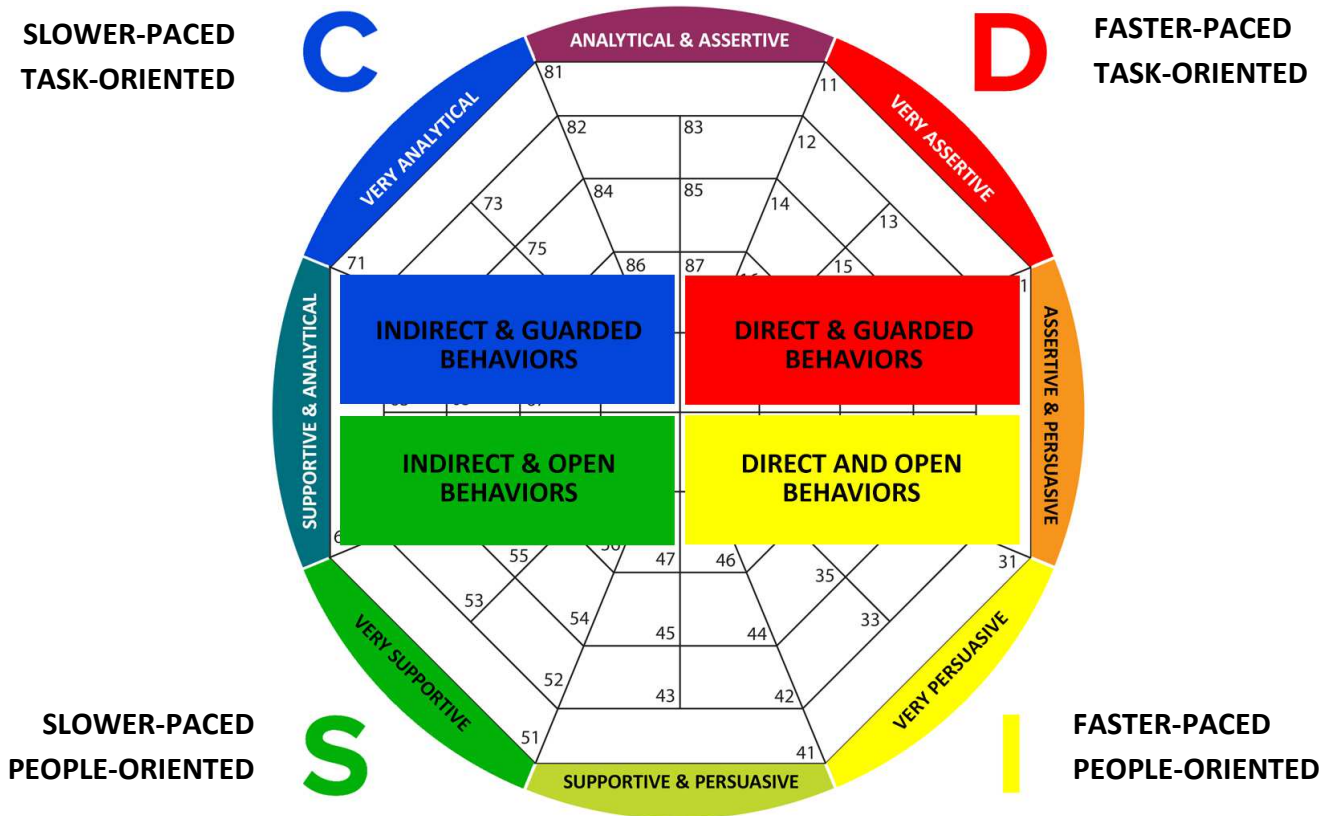 SLOWER-PACED
TASK-ORIENTED
C
ANALYTICAL & ASSERTIVE
D
FASTER-PACED
TASK-ORIENTED
VERY ANALYTICAL
VERY ASSERTIVE
81
11
82
83
12
73
84
85
14
13
75
86
87
15
71
SUPPORTIVE & ANALYTICAL
INDIRECT & GUARDED
BEHAVIORS
DIRECT & GUARDED
BEHAVIORS
ASSERTIVE & PERSUASIVE
INDIRECT & OPEN
BEHAVIORS
DIRECT AND OPEN
BEHAVIORS
55
47
46
35
31
53
54
45
44
33
52
43
42
51
41
VERY SUPPORTIVE
VERY PERSUASIVE
SLOWER-PACED
PEOPLE-ORIENTED
S
SUPPORTIVE & PERSUASIVE
I
FASTER-PACED
PEOPLE-ORIENTED